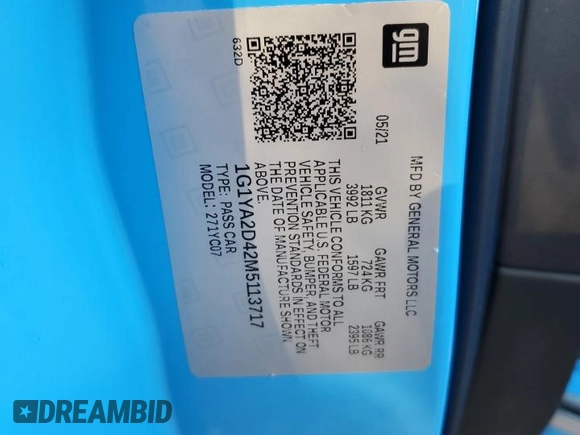 gm
MFD BY GENERAL MOTORS LLC
05/21 GVWR GAWR FRT GAWR RR
1811 KG 724 KG 1086 KG
3992 LB 1597 LB 2395 LB
THIS VEHICLE CONFORMS TO ALL
APPLICABLE U.S. FEDERAL MOTOR
VEHICLE SAFETY, BUMPER, AND THEFT
PREVENTION STANDARDS IN EFFECT ON
THE DATE OF MANUFACTURE SHOWN
ABOVE.
1G1YA2D42M5113717
TYPE: PASS CAR
MODEL: 271YC07
632D
DREAMBID